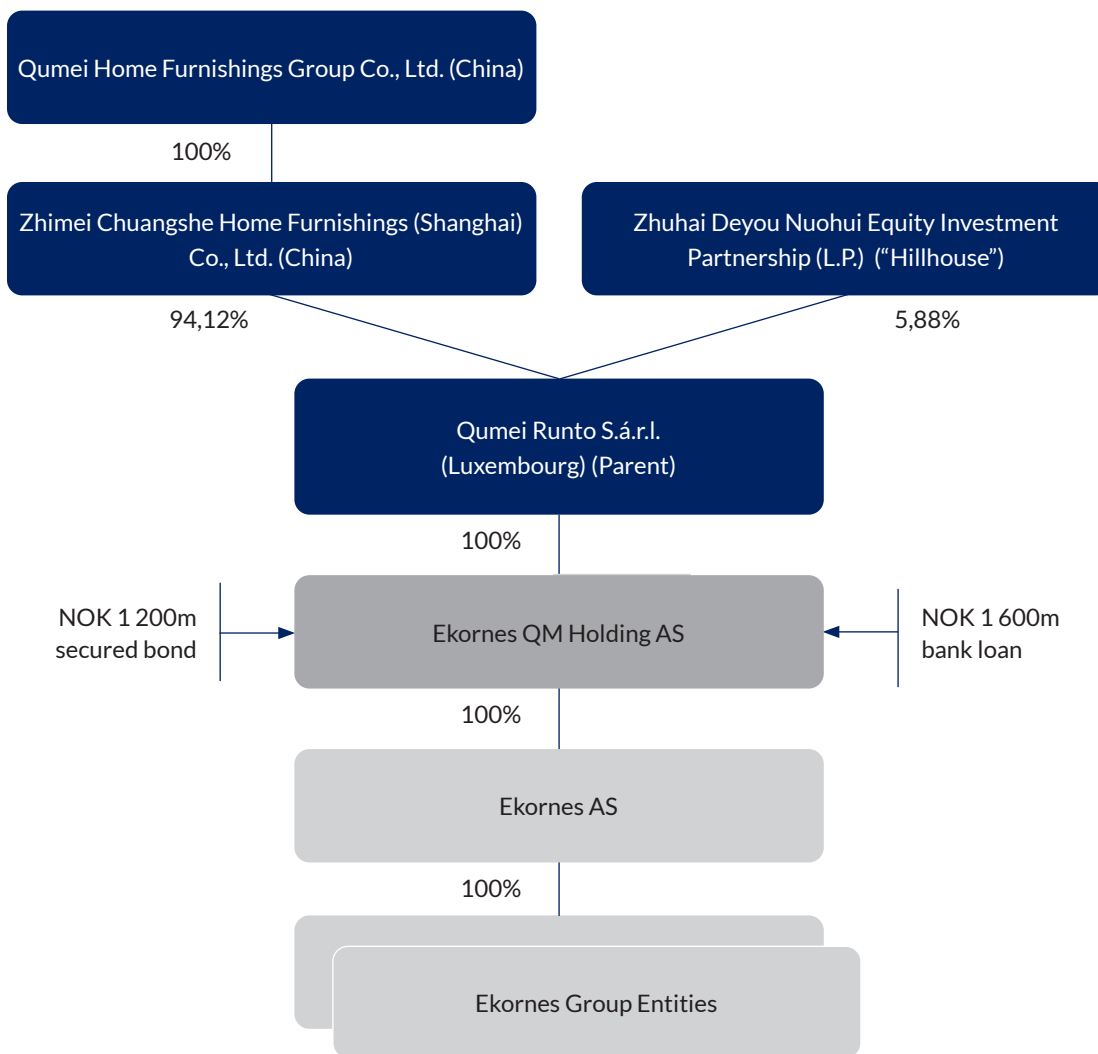 Qumei Home Furnishings Group Co., Ltd. (China)
100%
Zhimei Chuangshe Home Furnishings (Shanghai)
Co., Ltd. (China)
Zhuhai Deyou Nuohui Equity Investment
Partnership (L.P.) (“Hillhouse”)
94,12%
5,88%
Qumei Runto S.á.r.l.
(Luxembourg) (Parent)
100%
NOK 1 200m
secured bond
Ekornes QM Holding AS
NOK 1 600m
bank loan
100%
Ekornes AS
100%
Ekornes Group Entities